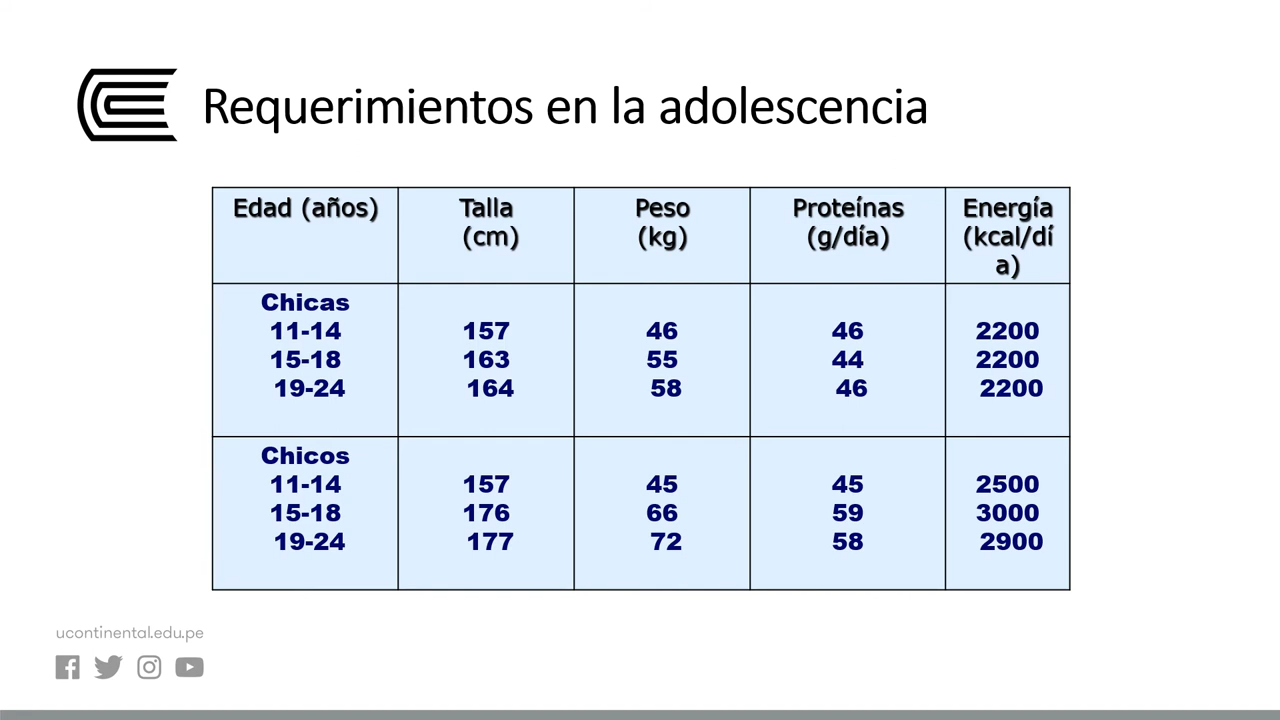 Requerimientos en la adolescencia
Edad (años) Talla (cm) Peso (kg) Proteínas (g/día) Energía (kcal/día)
Chicas
11-14 157 46 46 2200
15-18 163 55 44 2200
19-24 164 58 46 2200
Chicos
11-14 157 45 45 2500
15-18 176 66 59 3000
19-24 177 72 58 2900
ucontinental.edu.pe